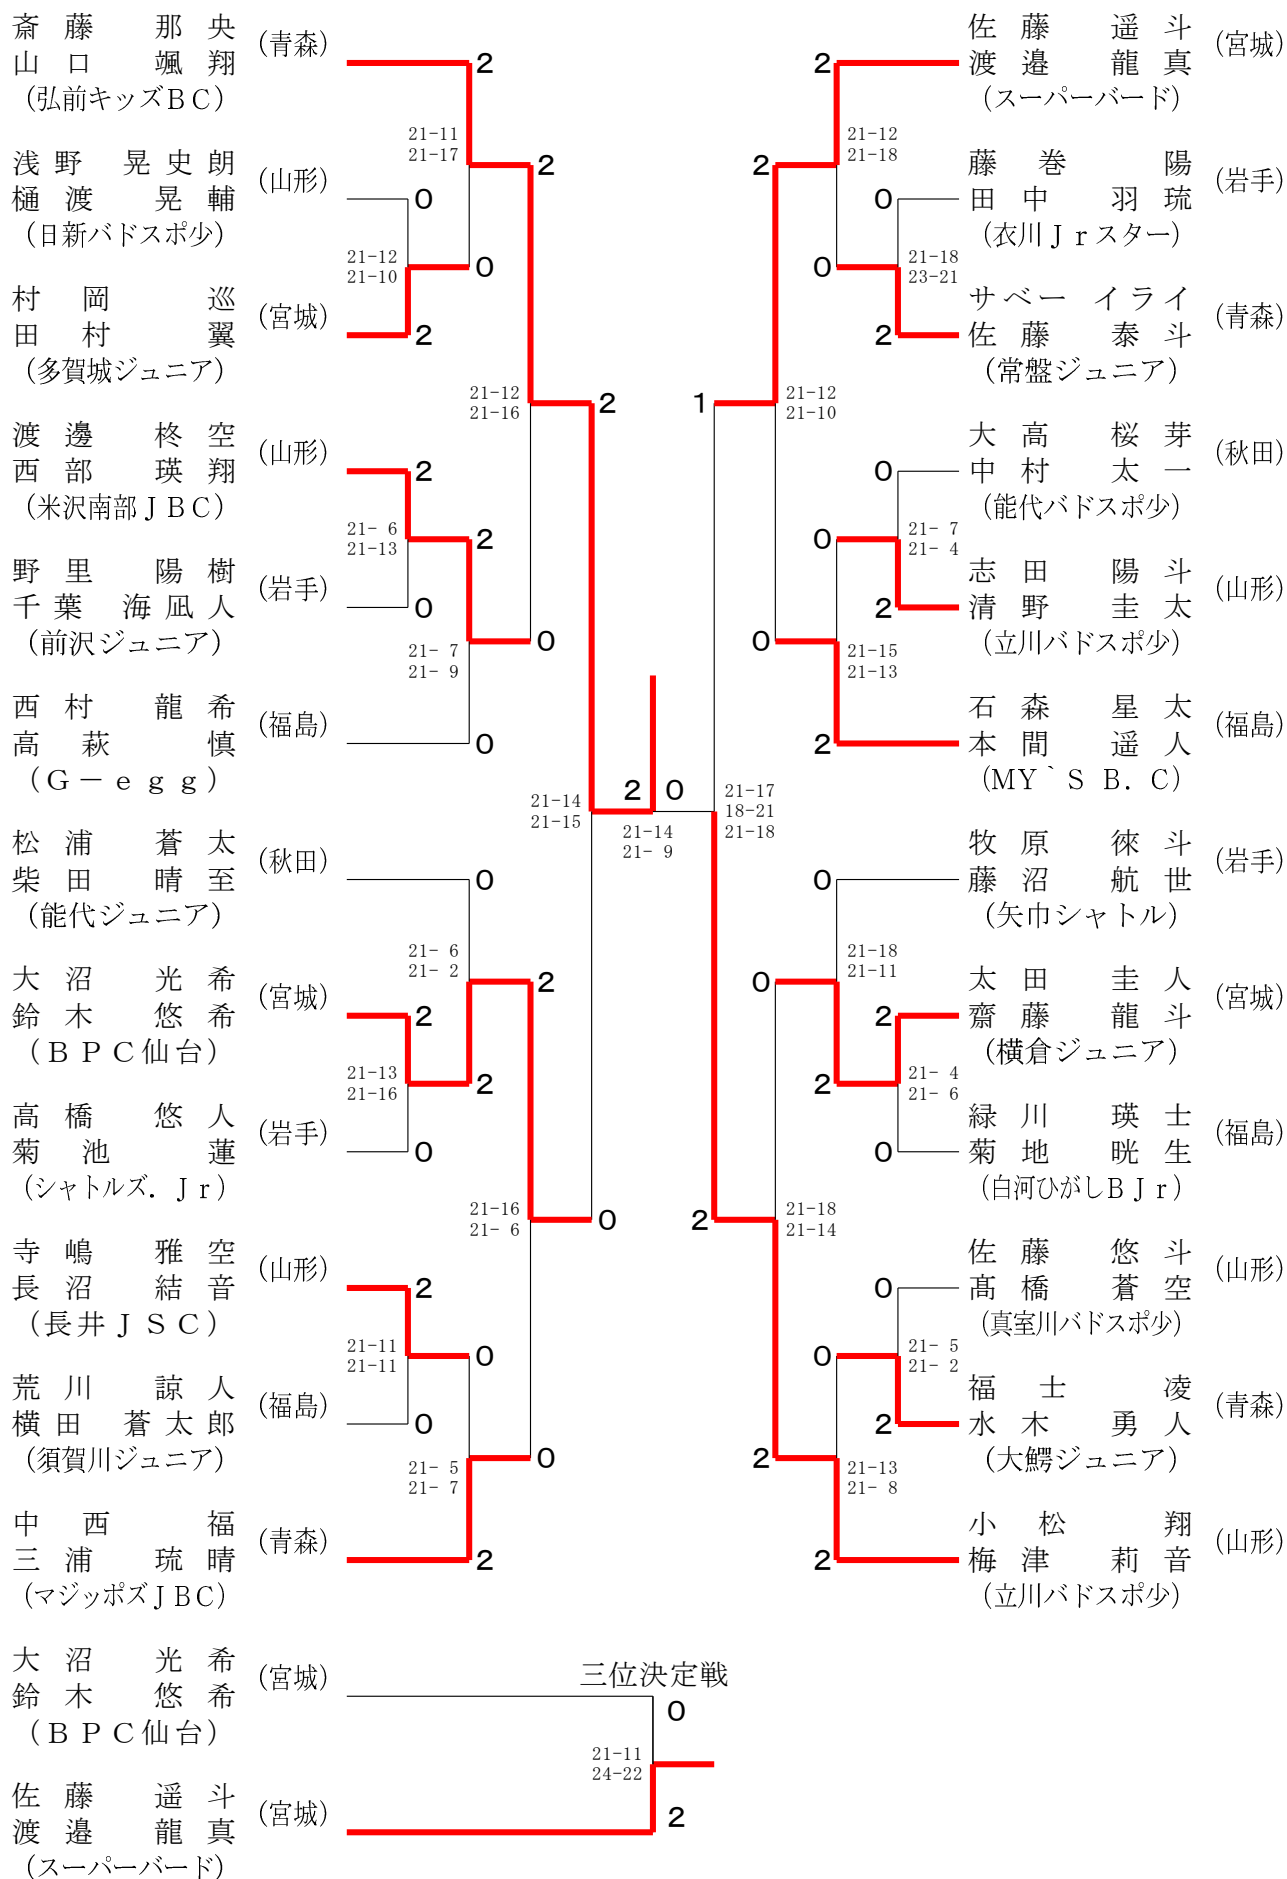 斎藤 那央
山口 颯翔
(青森)
(弘前キッズBC)
2
浅野 晃史朗
樋渡 晃輔
(山形)
(日新バドスポ少)
0
21-11
21-17
2
21-12
21-10
0
村岡 巡
田村 翼
(宮城)
(多賀城ジュニア)
2
21-12
21-16
2
渡邊 柊空
西部 瑛翔
(山形)
(米沢南部JBC)
2
21- 6
21-13
2
野里 陽樹
千葉 海凪人
(岩手)
(前沢ジュニア)
0
21- 7
21- 9
0
西村 龍希
高萩 慎
(福島)
(G-egg)
0
21-14
21-15
2
松浦 蒼太
柴田 晴至
(秋田)
(能代ジュニア)
0
21- 6
21- 2
2
大沼 光希
鈴木 悠希
(宮城)
(BPC仙台)
2
21-13
21-16
2
高橋 悠人
菊池 蓮
(岩手)
(シャトルズ.Jr)
0
21-16
21- 6
0
寺嶋 雅空
長沼 結音
(山形)
(長井JSC)
2
21-11
21-11
0
荒川 諒人
横田 蒼太郎
(福島)
(須賀川ジュニア)
0
21- 5
21- 7
0
中西 福
三浦 琉晴
(青森)
(マジッポズJBC)
2
0
21-14
21- 9
佐藤 遥斗
渡邉 龍真
(宮城)
(スーパーバード)
2
21-12
21-18
2
藤巻 陽
田中 羽琉
(岩手)
(衣川Jrスター)
0
21-18
23-21
0
サベー イライ
佐藤 泰斗
(青森)
(常盤ジュニア)
2
1
21-12
21-10
大高 桜芽
中村 太一
(秋田)
(能代バドスポ少)
0
21- 7
21- 4
0
志田 陽斗
清野 圭太
(山形)
(立川バドスポ少)
2
0
21-15
21-13
石森 星太
本間 遥人
(福島)
(MY`S B.C)
2
21-17
18-21
21-18
牧原 徠斗
藤沼 航世
(岩手)
(矢巾シャトル)
0
21-18
21-11
0
太田 圭人
齋藤 龍斗
(宮城)
(横倉ジュニア)
2
2
21- 4
21- 6
緑川 瑛士
菊地 晄生
(福島)
(白河ひがしBJr)
0
2
21-18
21-14
佐藤 悠斗
髙橋 蒼空
(山形)
(真室川バドスポ少)
0
0
21- 5
21- 2
福士 凌
水木 勇人
(青森)
(大鰐ジュニア)
2
2
21-13
21- 8
小松 翔
梅津 莉音
(山形)
(立川バドスポ少)
2
三位決定戦
大沼 光希
鈴木 悠希
(宮城)
(BPC仙台)
0
21-11
24-22
佐藤 遥斗
渡邉 龍真
(宮城)
(スーパーバード)
2